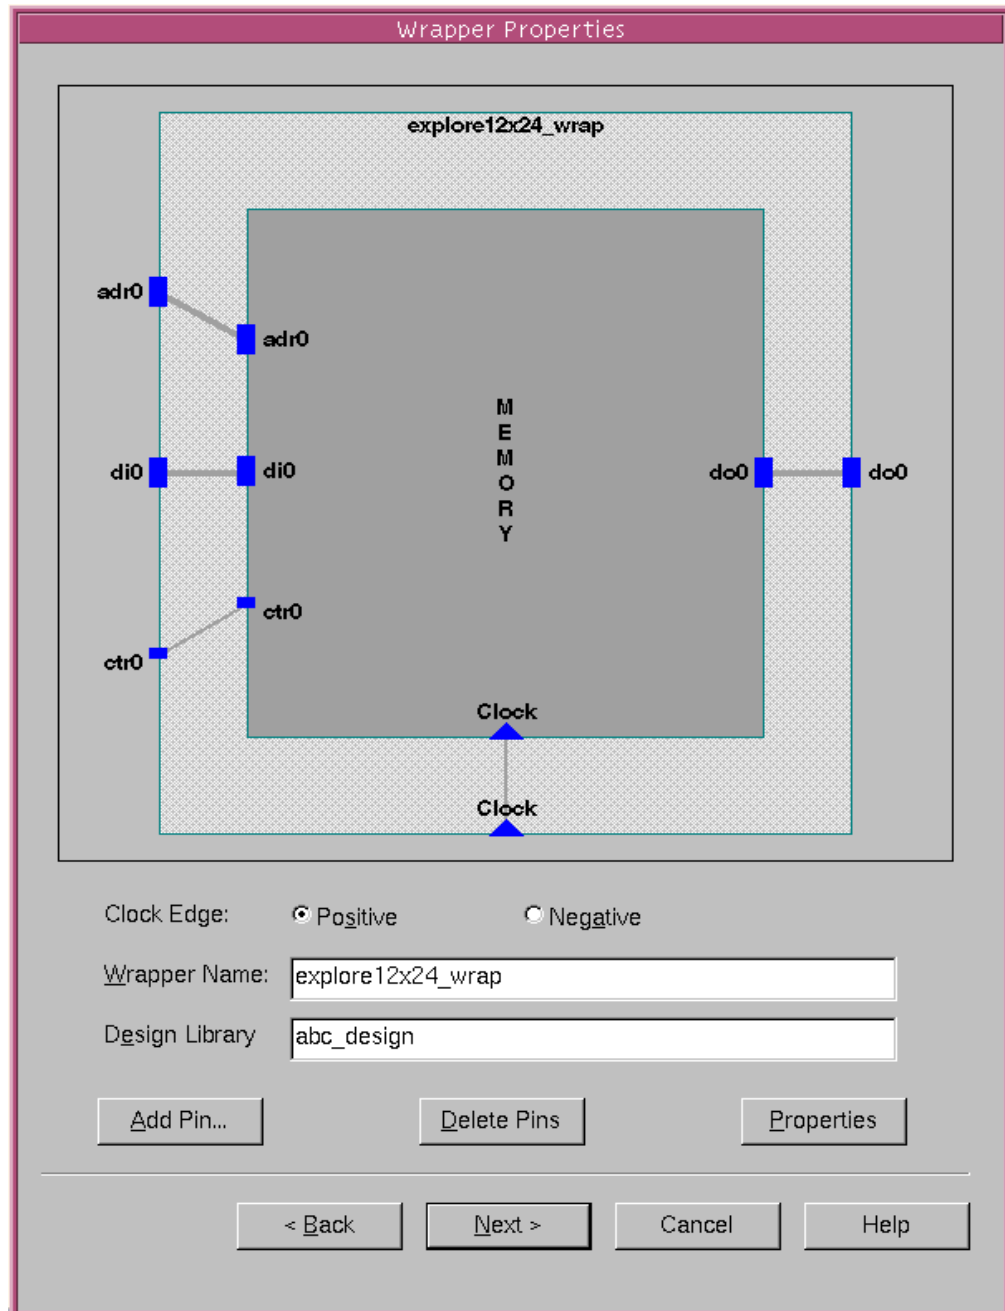 Wrapper Properties
explore12x24_wrap
adr0
adr0
M
E
M
O
R
Y
di0
di0
do0
do0
ctr0
ctr0
Clock
Clock
Clock Edge: Positive Negative
Wrapper Name: explore12x24_wrap
Design Library abc_design
Add Pin... Delete Pins Properties
< Back Next > Cancel Help